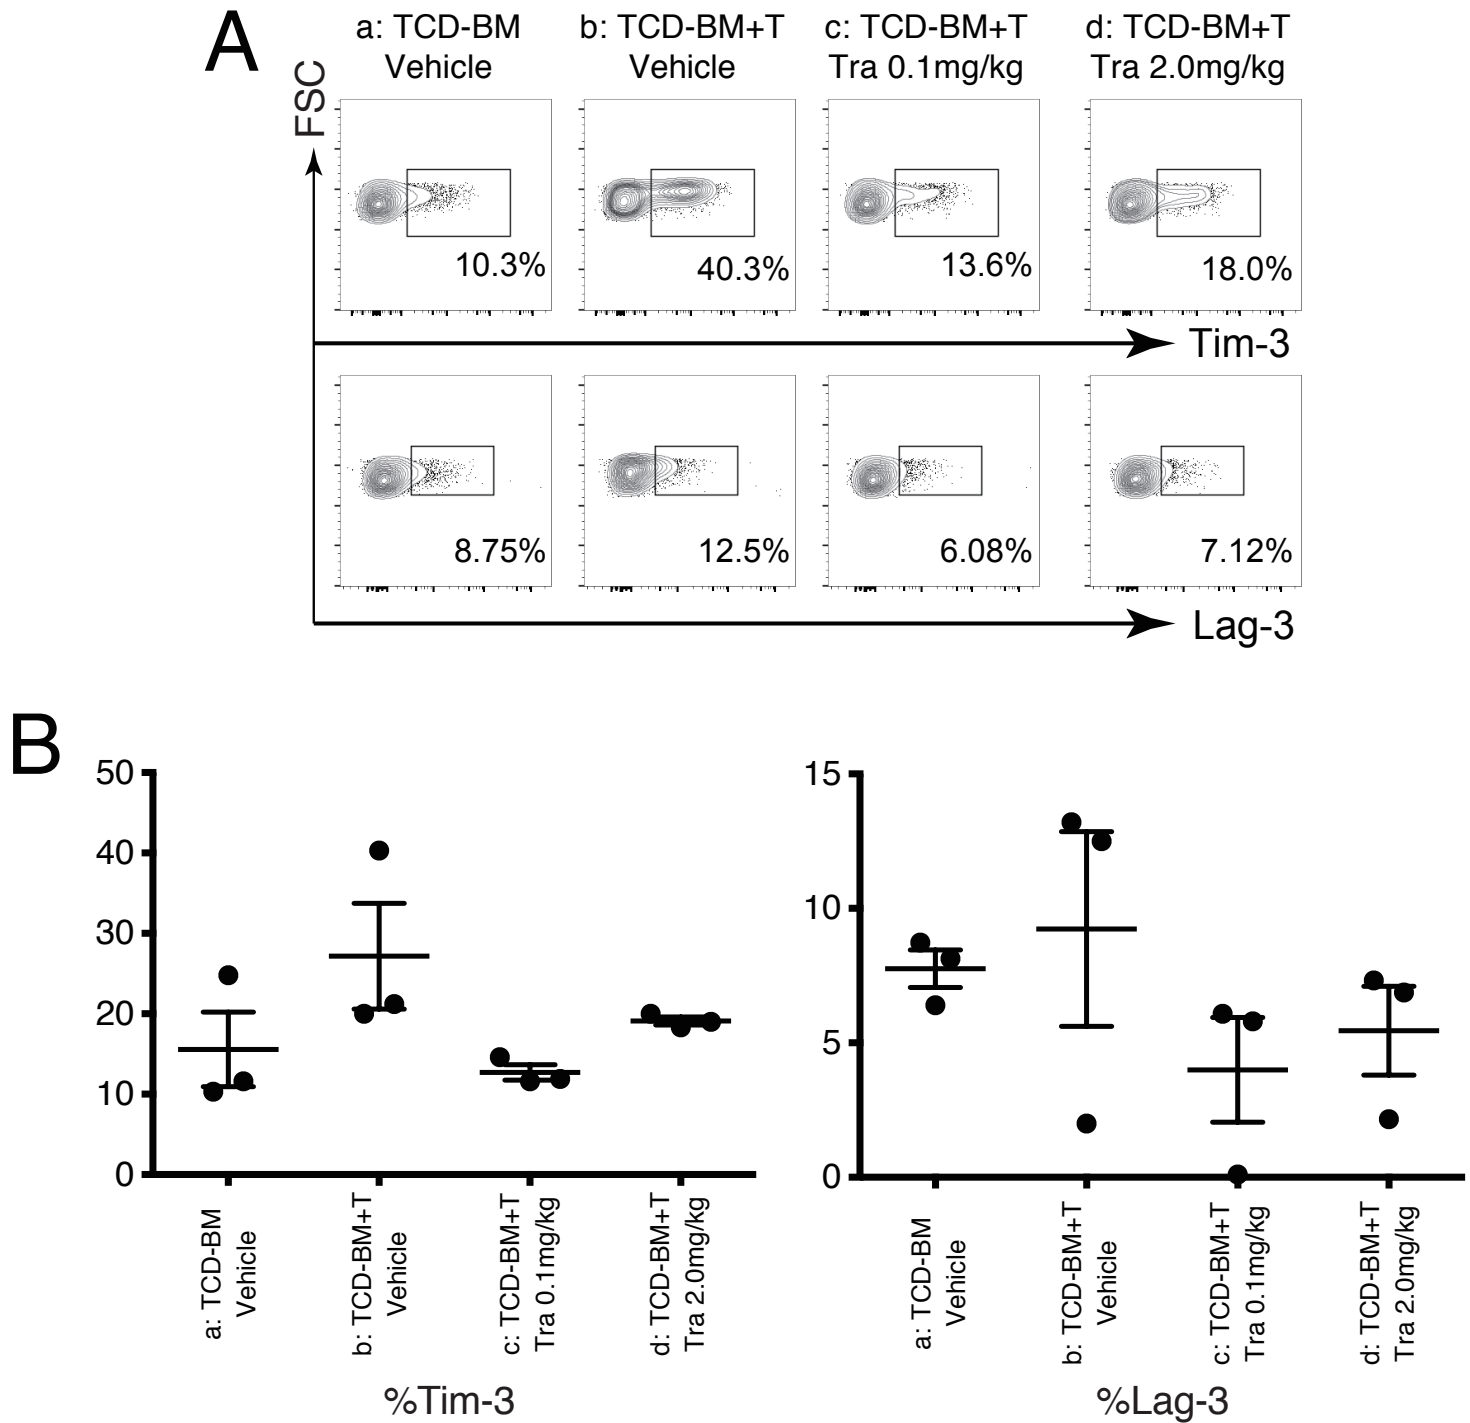 A
a: TCD-BM
Vehicle
b: TCD-BM+T
Vehicle
c: TCD-BM+T
Tra 0.1mg/kg
d: TCD-BM+T
Tra 2.0mg/kg
FSC
10.3%
40.3%
13.6%
18.0%
Tim-3
8.75%
12.5%
6.08%
7.12%
Lag-3
B
50
40
30
20
10
0
a: TCD-BM
Vehicle
b: TCD-BM+T
Vehicle
c: TCD-BM+T
Tra 0.1mg/kg
d: TCD-BM+T
Tra 2.0mg/kg
%Tim-3
15
10
5
0
a: TCD-BM
Vehicle
b: TCD-BM+T
Vehicle
c: TCD-BM+T
Tra 0.1mg/kg
d: TCD-BM+T
Tra 2.0mg/kg
%Lag-3